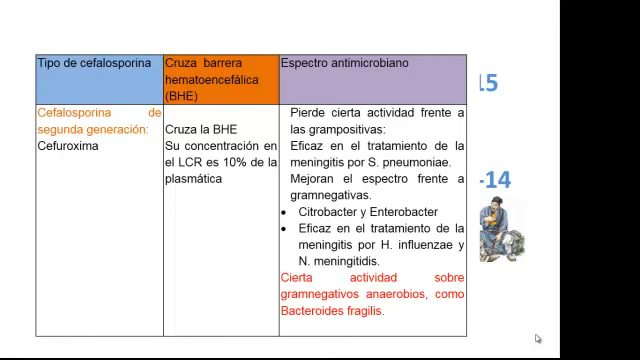 Tipo de cefalosporina
Cruza barrera
hematoencefálica
(BHE)
Espectro antimicrobiano
Cefalosporina de
segunda generación:
Cefuroxima
Cruza la BHE
Su concentración en
el LCR es 10% de la
plasmática
Pierde cierta actividad frente a
las grampositivas:
Eficaz en el tratamiento de la
meningitis por S. pneumoniae.
Mejoran el espectro frente a
gramnegativas.
• Citrobacter y Enterobacter
• Eficaz en el tratamiento de la
meningitis por H. influenzae y
N. meningitidis.
Cierta actividad sobre
gramnegativos anaerobios, como
Bacteroides fragilis.
15
-14